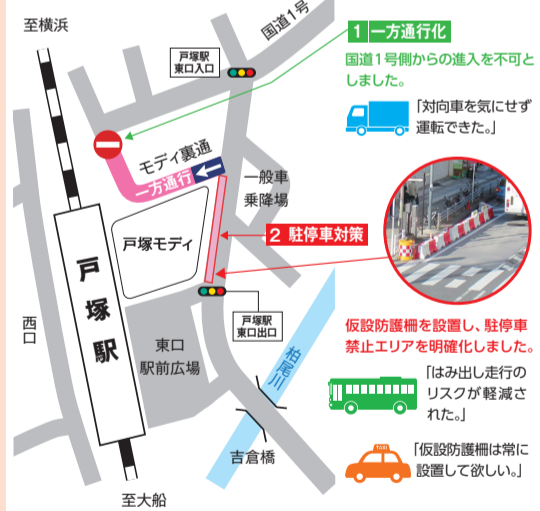 至横浜
国道1号
戸塚駅
東口入口
モディ裏通
一方通行
一般車
乗降場
戸塚モディ
戸塚駅
西口
東口
駅前広場
戸塚駅
東口出口
柏尾川
吉倉橋
至大船
1 一方通行化
国道1号側からの進入を不可と
しました。
「対向車を気にせず
運転できた。」
2 駐停車対策
仮設防護柵を設置し、駐停車
禁止エリアを明確化しました。
「はみ出し走行の
リスクが軽減さ
れた。」
TAXI
「仮設防護柵は常に
設置して欲しい。」